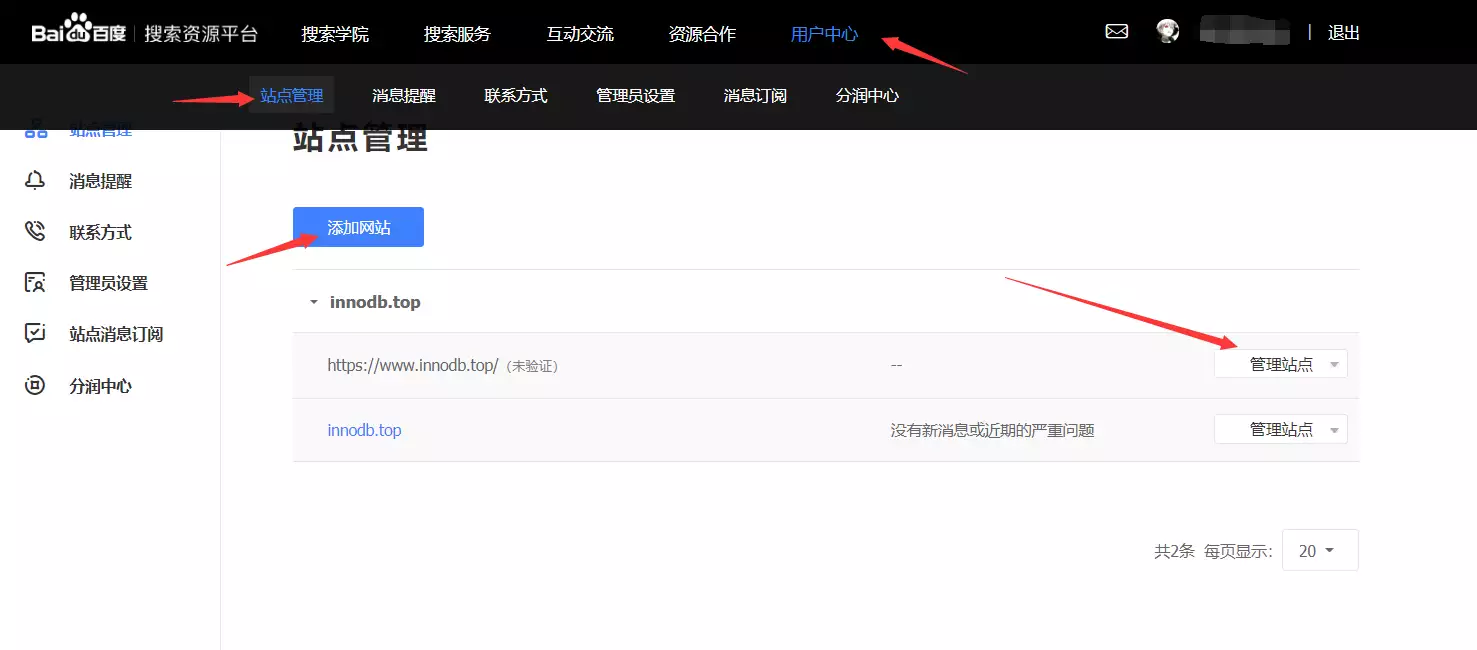 Bai du 百度 搜索资源平台 搜索学院 搜索服务 互动交流 资源合作 用户中心 退出
站点管理 消息提醒 联系方式 管理员设置 消息订阅 分润中心
站点管理
消息提醒
联系方式
管理员设置
站点消息订阅
分润中心
站点管理
添加网站
innodb.top
https://www.innodb.top/（未验证） -- 管理站点
innodb.top 没有新消息或近期的严重问题 管理站点
共2条 每页显示: 20